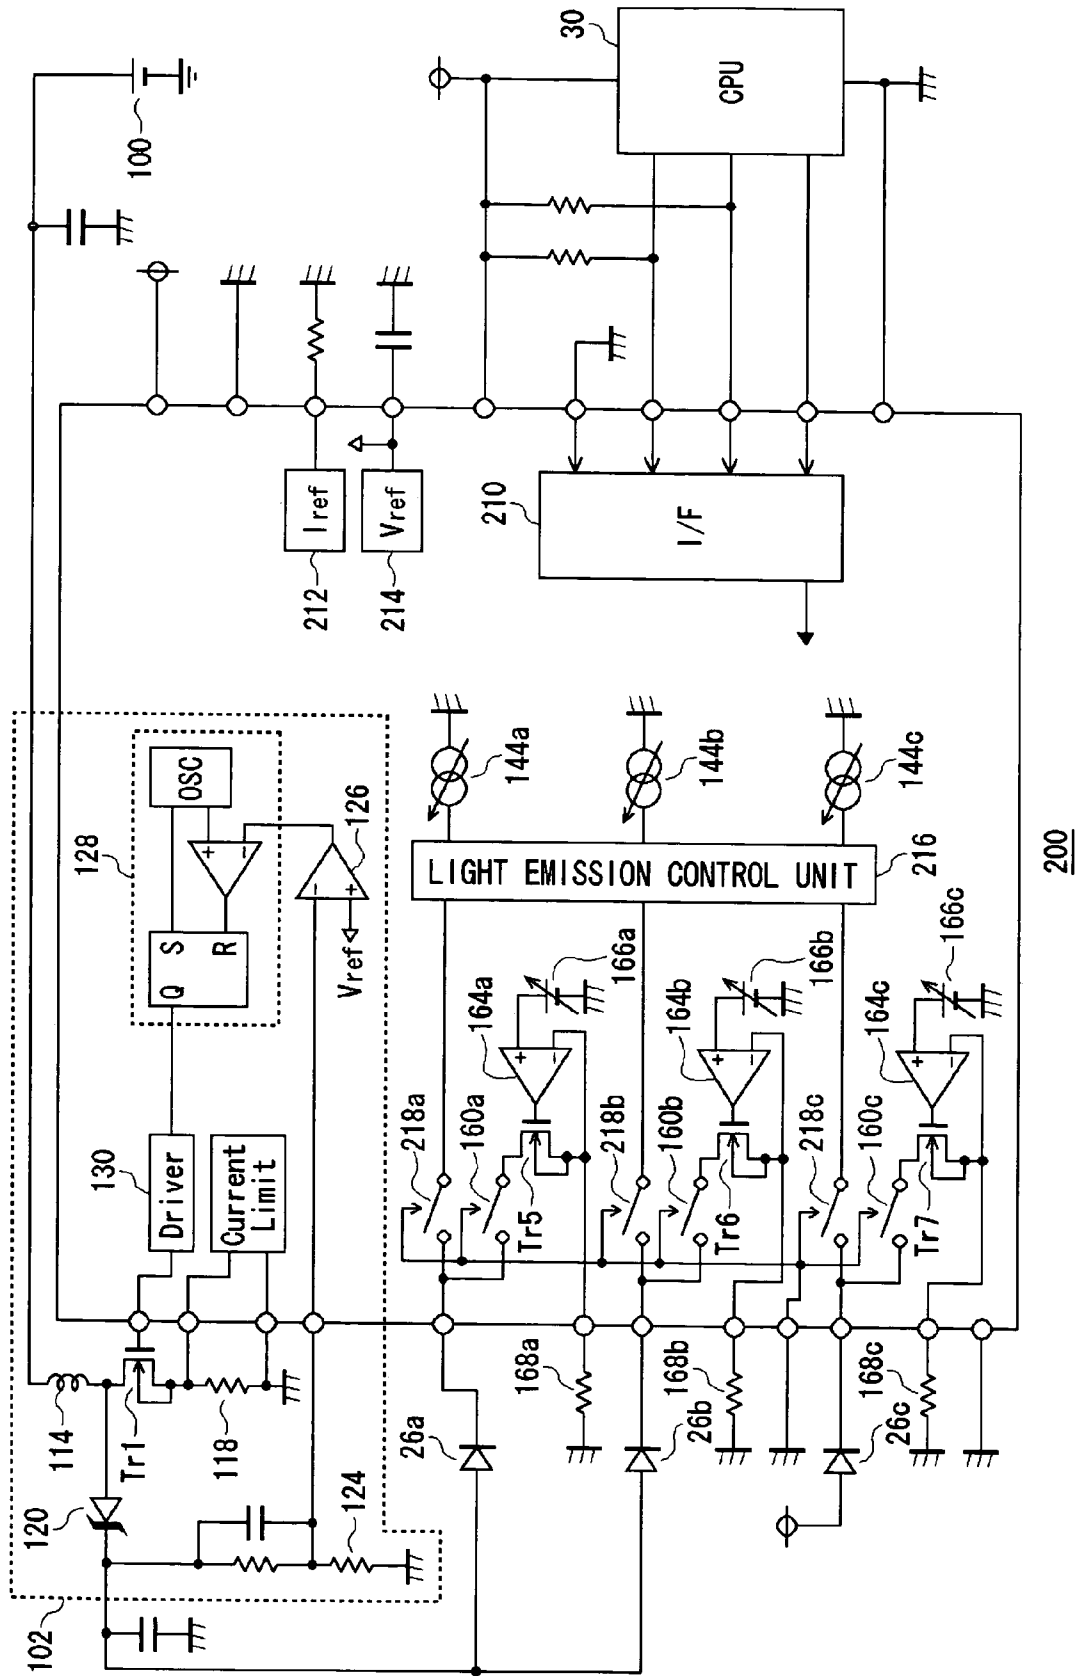 102
120
114
Tr1
118
124
130
Driver
Current
Limit
128
Q
S
R
OSC
+
−
126
−
+
Vref
100
212
Iref
214
Vref
210
I/F
30
CPU
26a
168a
218a
160a
Tr5
164a
+
−
166a
144a
26b
168b
218b
160b
Tr6
164b
+
−
166b
144b
26c
168c
218c
160c
Tr7
164c
+
−
166c
144c
LIGHT EMISSION CONTROL UNIT
216
200